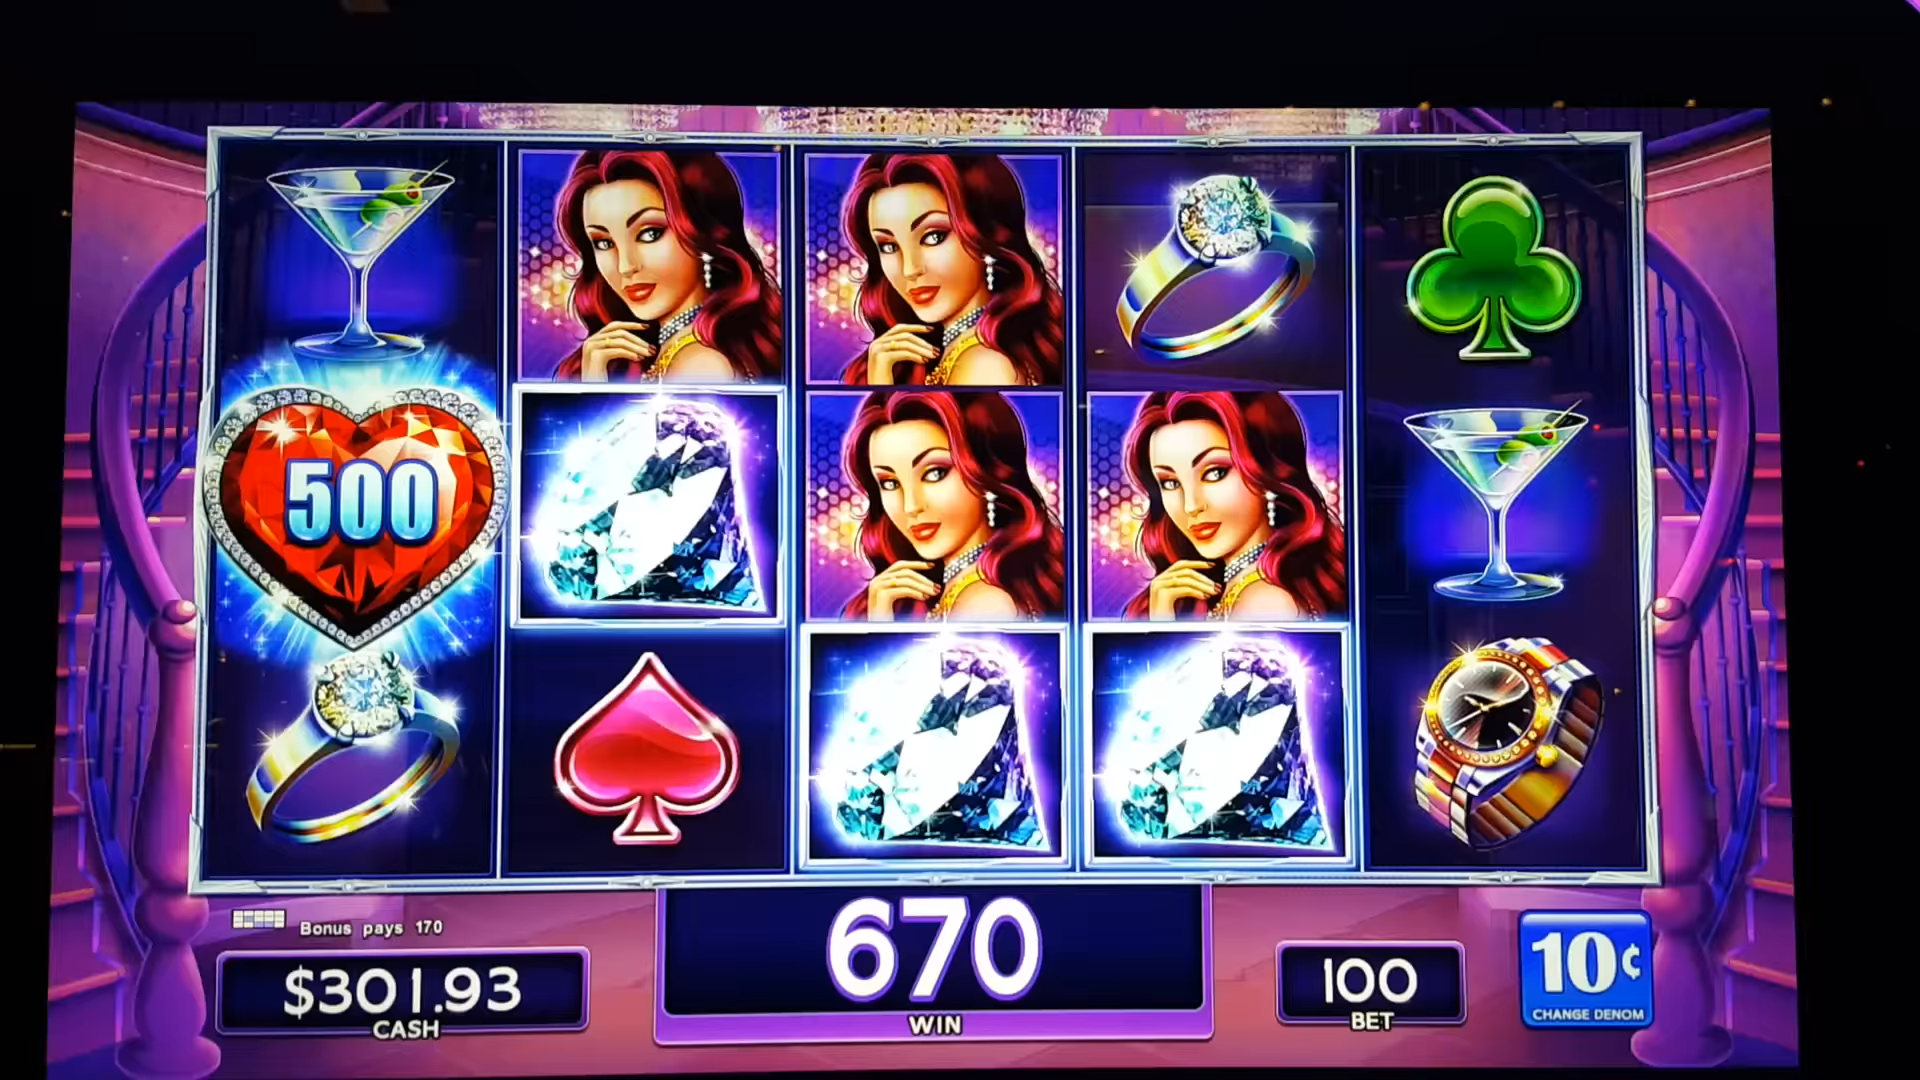 500
Bonus pays 170
$301.93
CASH
670
WIN
100
BET
10¢
CHANGE DENOM